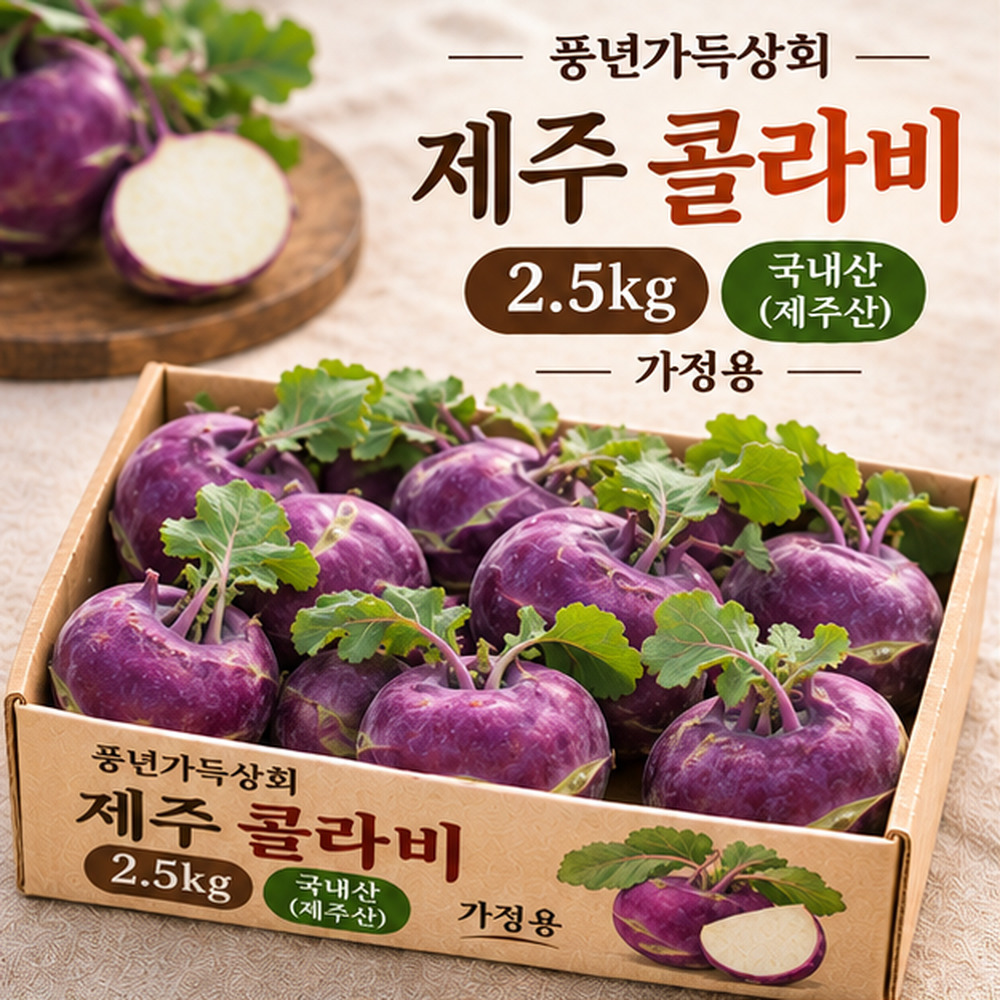 풍년가득상회
제주 콜라비
2.5kg
국내산
(제주산)
가정용
풍년가득상회
제주 콜라비
2.5kg
국내산
(제주산)
가정용